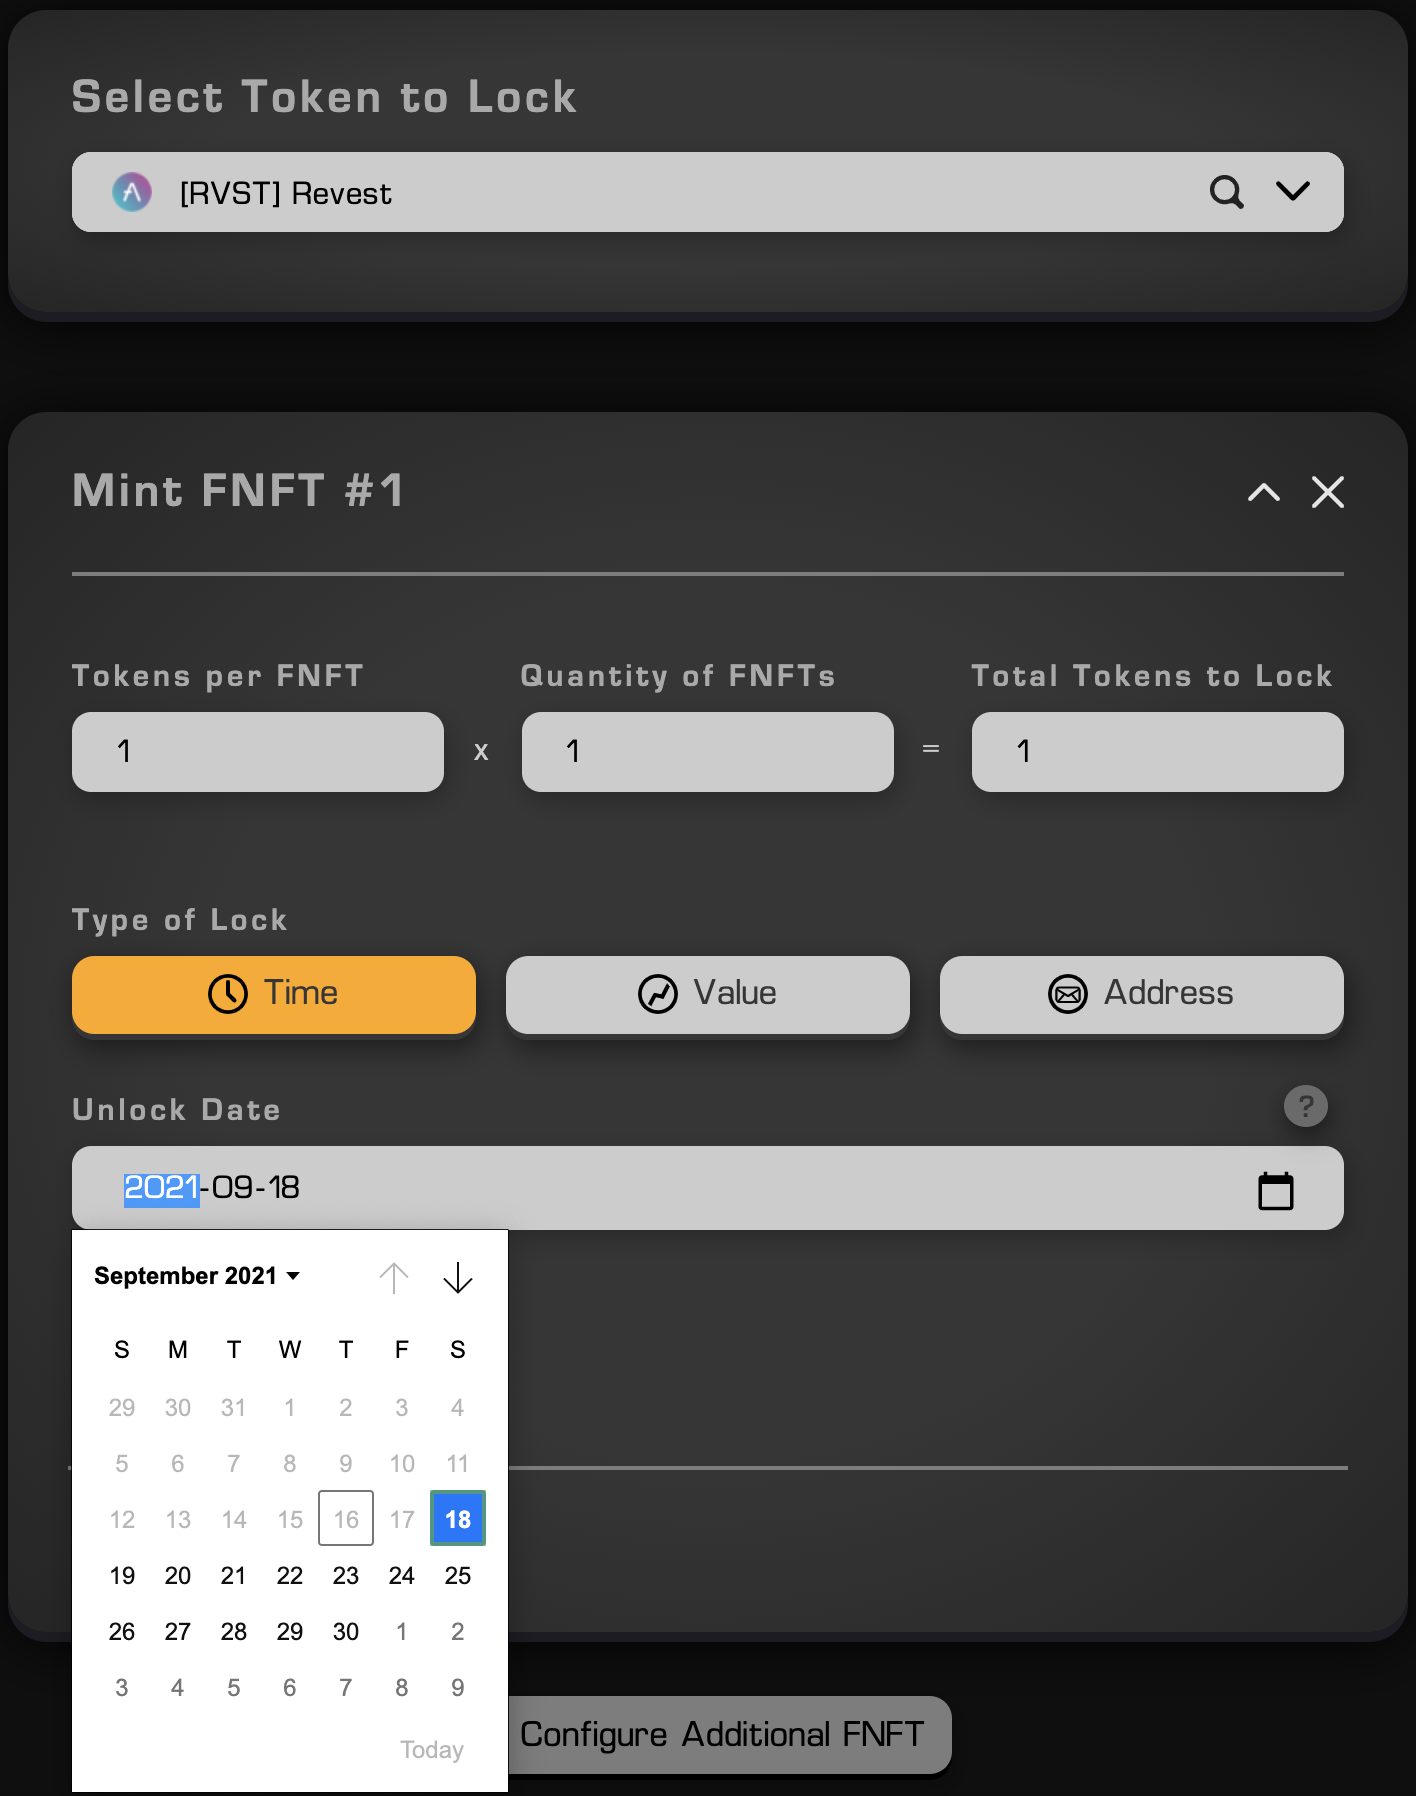 Select Token to Lock
[RVST] Revest
Mint FNFT #1
Tokens per FNFT Quantity of FNFTs Total Tokens to Lock
1 x 1 = 1
Type of Lock
Time Value Address
Unlock Date ?
2021-09-18
September 2021
S M T W T F S
29 30 31 1 2 3 4
5 6 7 8 9 10 11
12 13 14 15 16 17 18
19 20 21 22 23 24 25
26 27 28 29 30 1 2
3 4 5 6 7 8 9
Configure Additional FNFT
Today